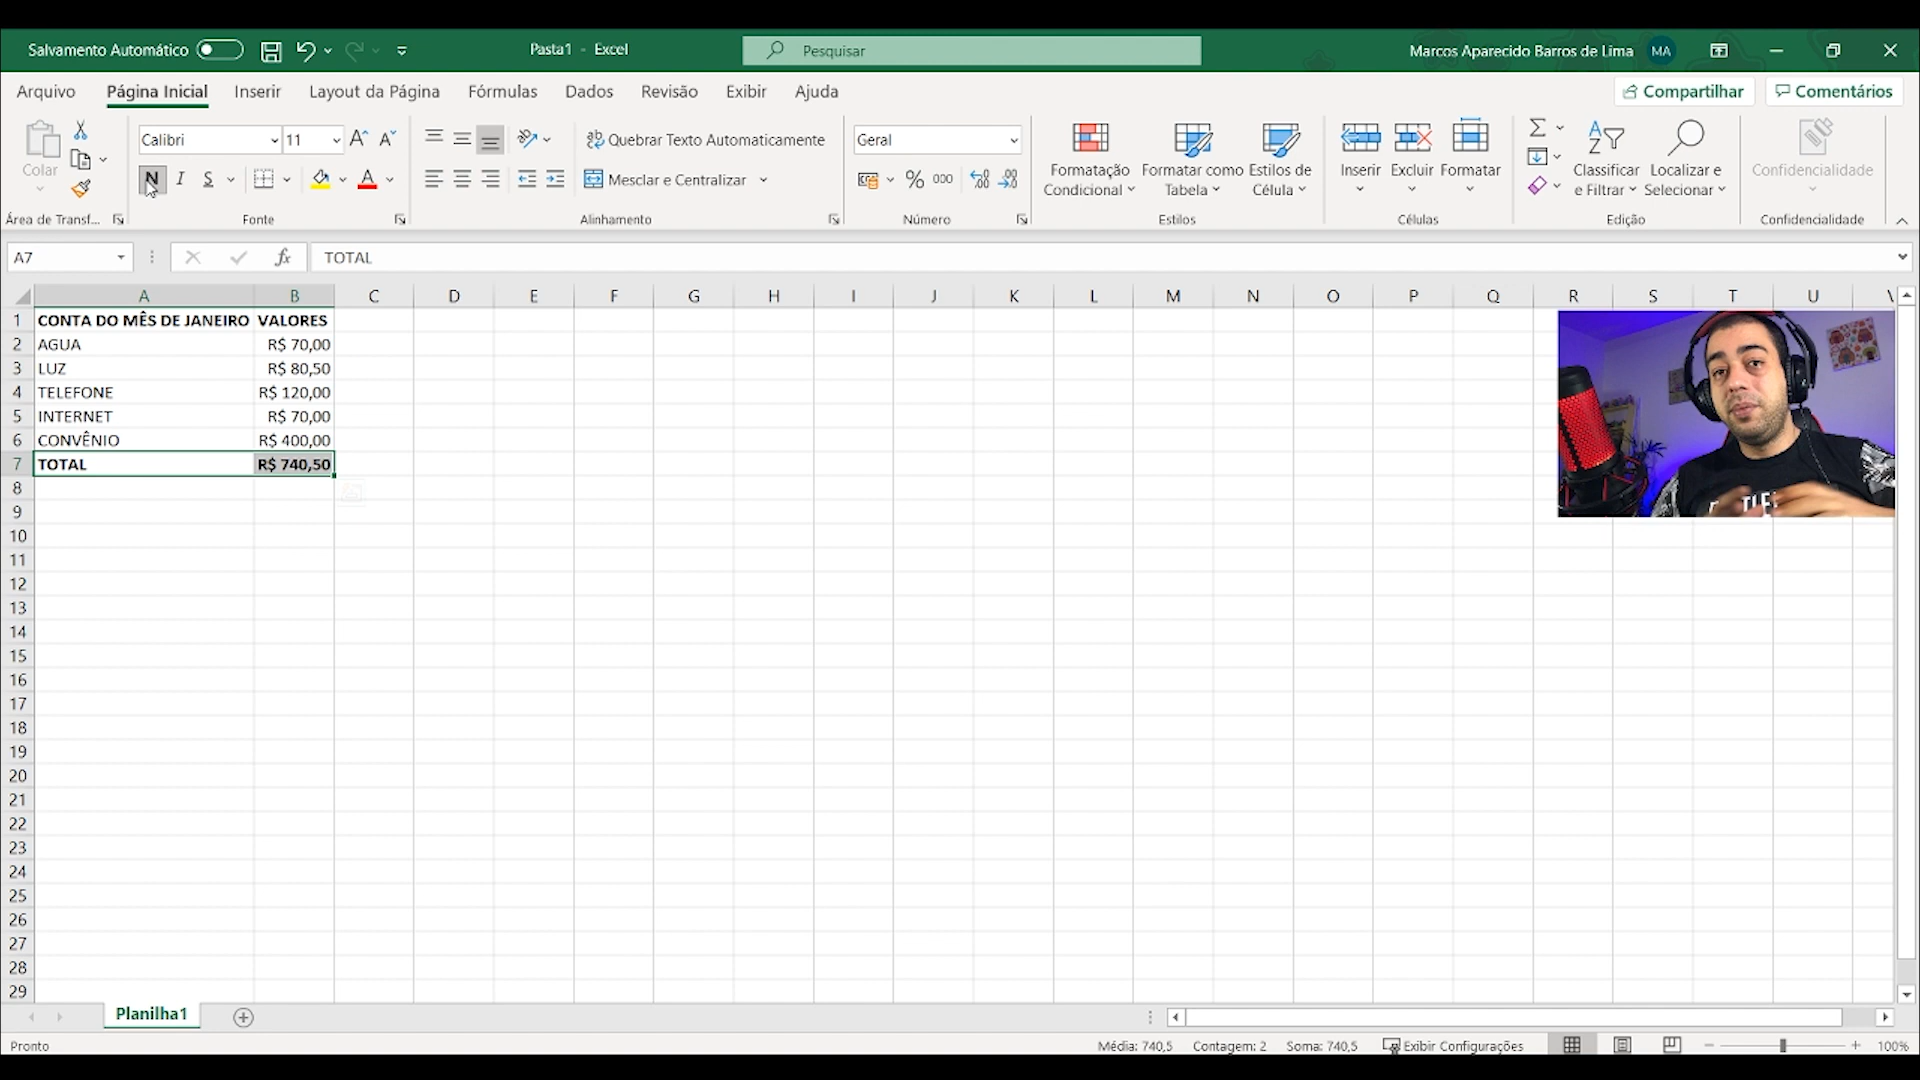 Salvamento Automático
Pasta1 - Excel
Pesquisar
Marcos Aparecido Barros de Lima MA
Arquivo Página Inicial Inserir Layout da Página Fórmulas Dados Revisão Exibir Ajuda
Compartilhar Comentários
Colar
Calibri 11
N I S
Quebrar Texto Automaticamente
Mesclar e Centralizar
Geral
% 000
Formatação Condicional
Formatar como Tabela
Estilos de Célula
Inserir Excluir Formatar
Classificar e Filtrar
Localizar e Selecionar
Confidencialidade
Área de Transf... Fonte Alinhamento Número Estilos Células Edição Confidencialidade
A7 fx TOTAL
A B C D E F G H I J K L M N O P Q R S T U
1 CONTA DO MÊS DE JANEIRO VALORES
2 AGUA R$ 70,00
3 LUZ R$ 80,50
4 TELEFONE R$ 120,00
5 INTERNET R$ 70,00
6 CONVÊNIO R$ 400,00
7 TOTAL R$ 740,50
8
9
10
11
12
13
14
15
16
17
18
19
20
21
22
23
24
25
26
27
28
29
Planilha1
Pronto
Média: 740,5 Contagem: 2 Soma: 740,5 Exibir Configurações 100%